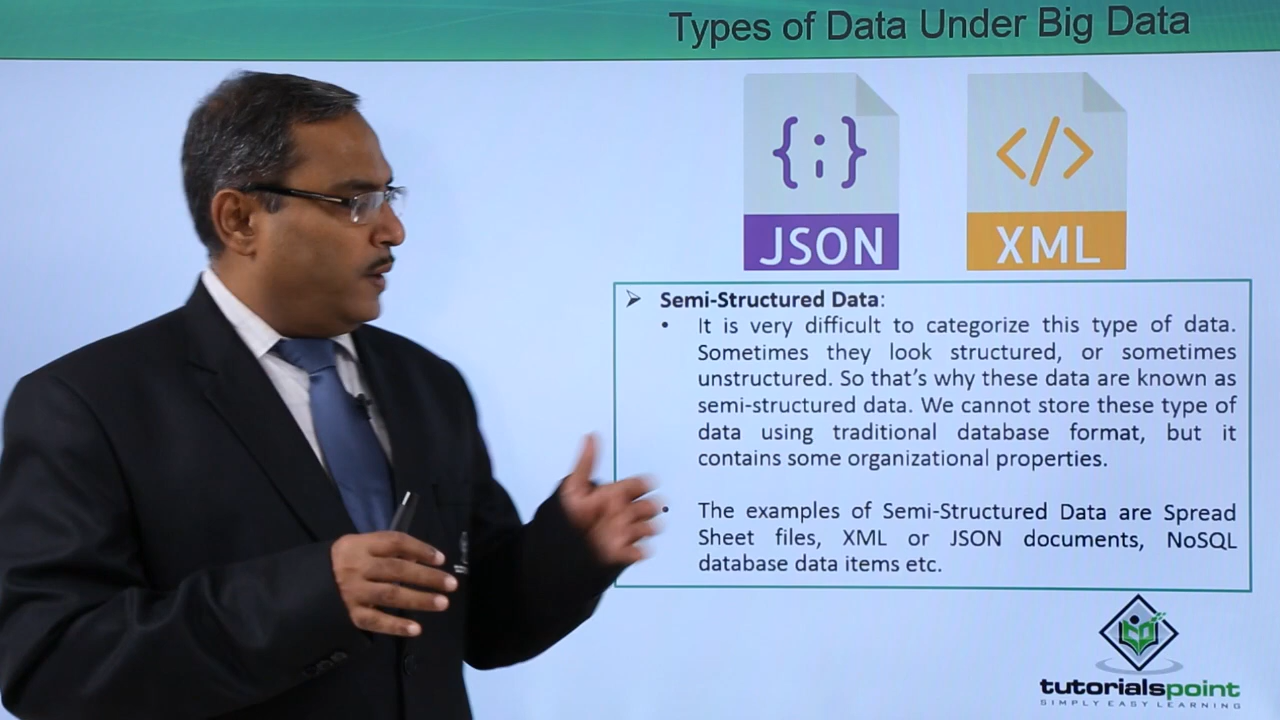 Types of Data Under Big Data
{;}
</>
JSON
XML
➢ Semi-Structured Data:
• It is very difficult to categorize this type of data.
Sometimes they look structured, or sometimes
unstructured. So that's why these data are known as
semi-structured data. We cannot store these type of
data using traditional database format, but it
contains some organizational properties.
• The examples of Semi-Structured Data are Spread
Sheet files, XML or JSON documents, NoSQL
database data items etc.
tutorialspoint
SIMPLY EASY LEARNING